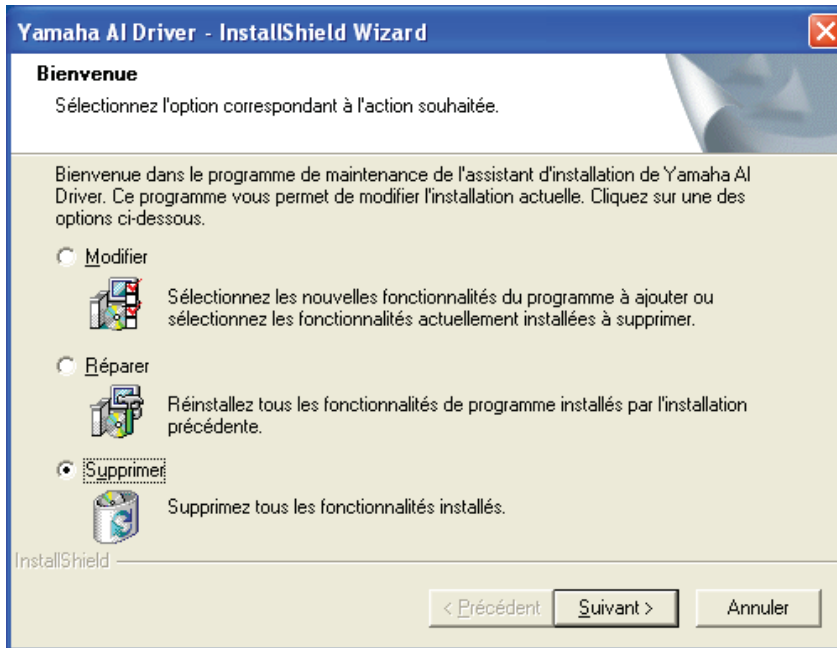 Yamaha AI Driver - InstallShield Wizard
Bienvenue
Sélectionnez l'option correspondant à l'action souhaitée.
Bienvenue dans le programme de maintenance de l'assistant d'installation de Yamaha AI
Driver. Ce programme vous permet de modifier l'installation actuelle. Cliquez sur une des
options ci-dessous.
Modifier
Sélectionnez les nouvelles fonctionnalités du programme à ajouter ou
sélectionnez les fonctionnalités actuellement installées à supprimer.
Réparer
Réinstallez tous les fonctionnalités de programme installés par l'installation
précédente.
Supprimer
Supprimez tous les fonctionnalités installés.
InstallShield
< Précédent
Suivant >
Annuler